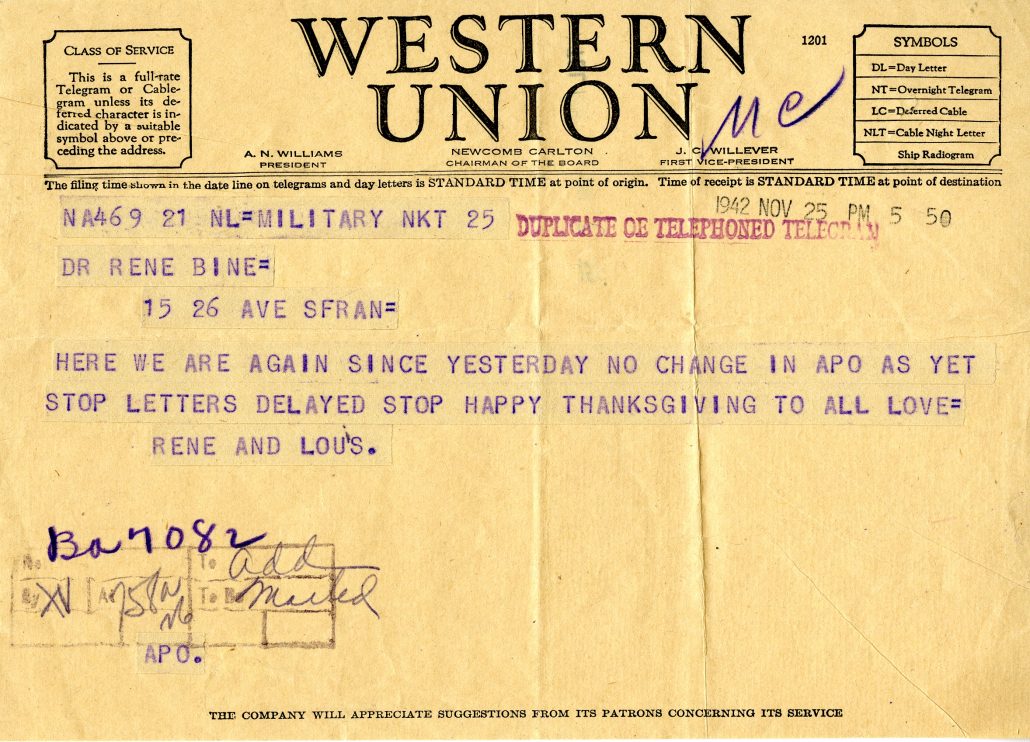 CLASS OF SERVICE
This is a full-rate
Telegram or Cable-
gram unless its de-
ferred character is in-
dicated by a suitable
symbol above or pre-
ceding the address.
WESTERN
UNION
1201
A. N. WILLIAMS
PRESIDENT
NEWCOMB CARLTON
CHAIRMAN OF THE BOARD
J. C. WILLEVER
FIRST VICE-PRESIDENT
SYMBOLS
DL=Day Letter
NT=Overnight Telegram
LC=Deferred Cable
NLT=Cable Night Letter
Ship Radiogram
The filing time shown in the date line on telegrams and day letters is STANDARD TIME at point of origin. Time of receipt is STANDARD TIME at point of destination
NA469 21 NL=MILITARY NKT 25
1942 NOV 25 PM 5 50
DUPLICATE OF TELEPHONED TELEGRAM
DR RENE BINE=
15 26 AVE SFRAN=
HERE WE ARE AGAIN SINCE YESTERDAY NO CHANGE IN APO AS YET
STOP LETTERS DELAYED STOP HAPPY THANKSGIVING TO ALL LOVE=
RENE AND LOUIS.
Ba 7082
To add
To Be Mailed
APO.
THE COMPANY WILL APPRECIATE SUGGESTIONS FROM ITS PATRONS CONCERNING ITS SERVICE